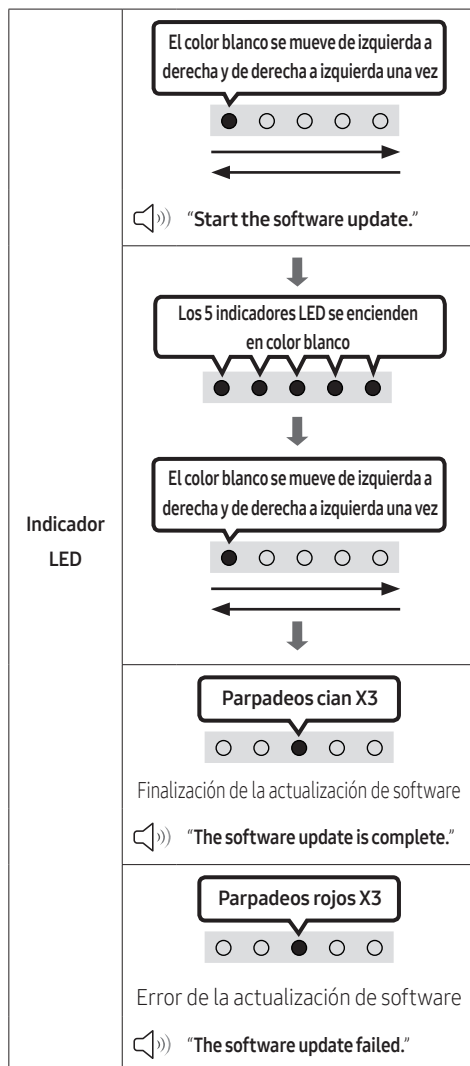 El color blanco se mueve de izquierda a
derecha y de derecha a izquierda una vez
“Start the software update.”
Los 5 indicadores LED se encienden
en color blanco
El color blanco se mueve de izquierda a
derecha y de derecha a izquierda una vez
Indicador
LED
Parpadeos cian X3
Finalización de la actualización de software
“The software update is complete.”
Parpadeos rojos X3
Error de la actualización de software
“The software update failed.”